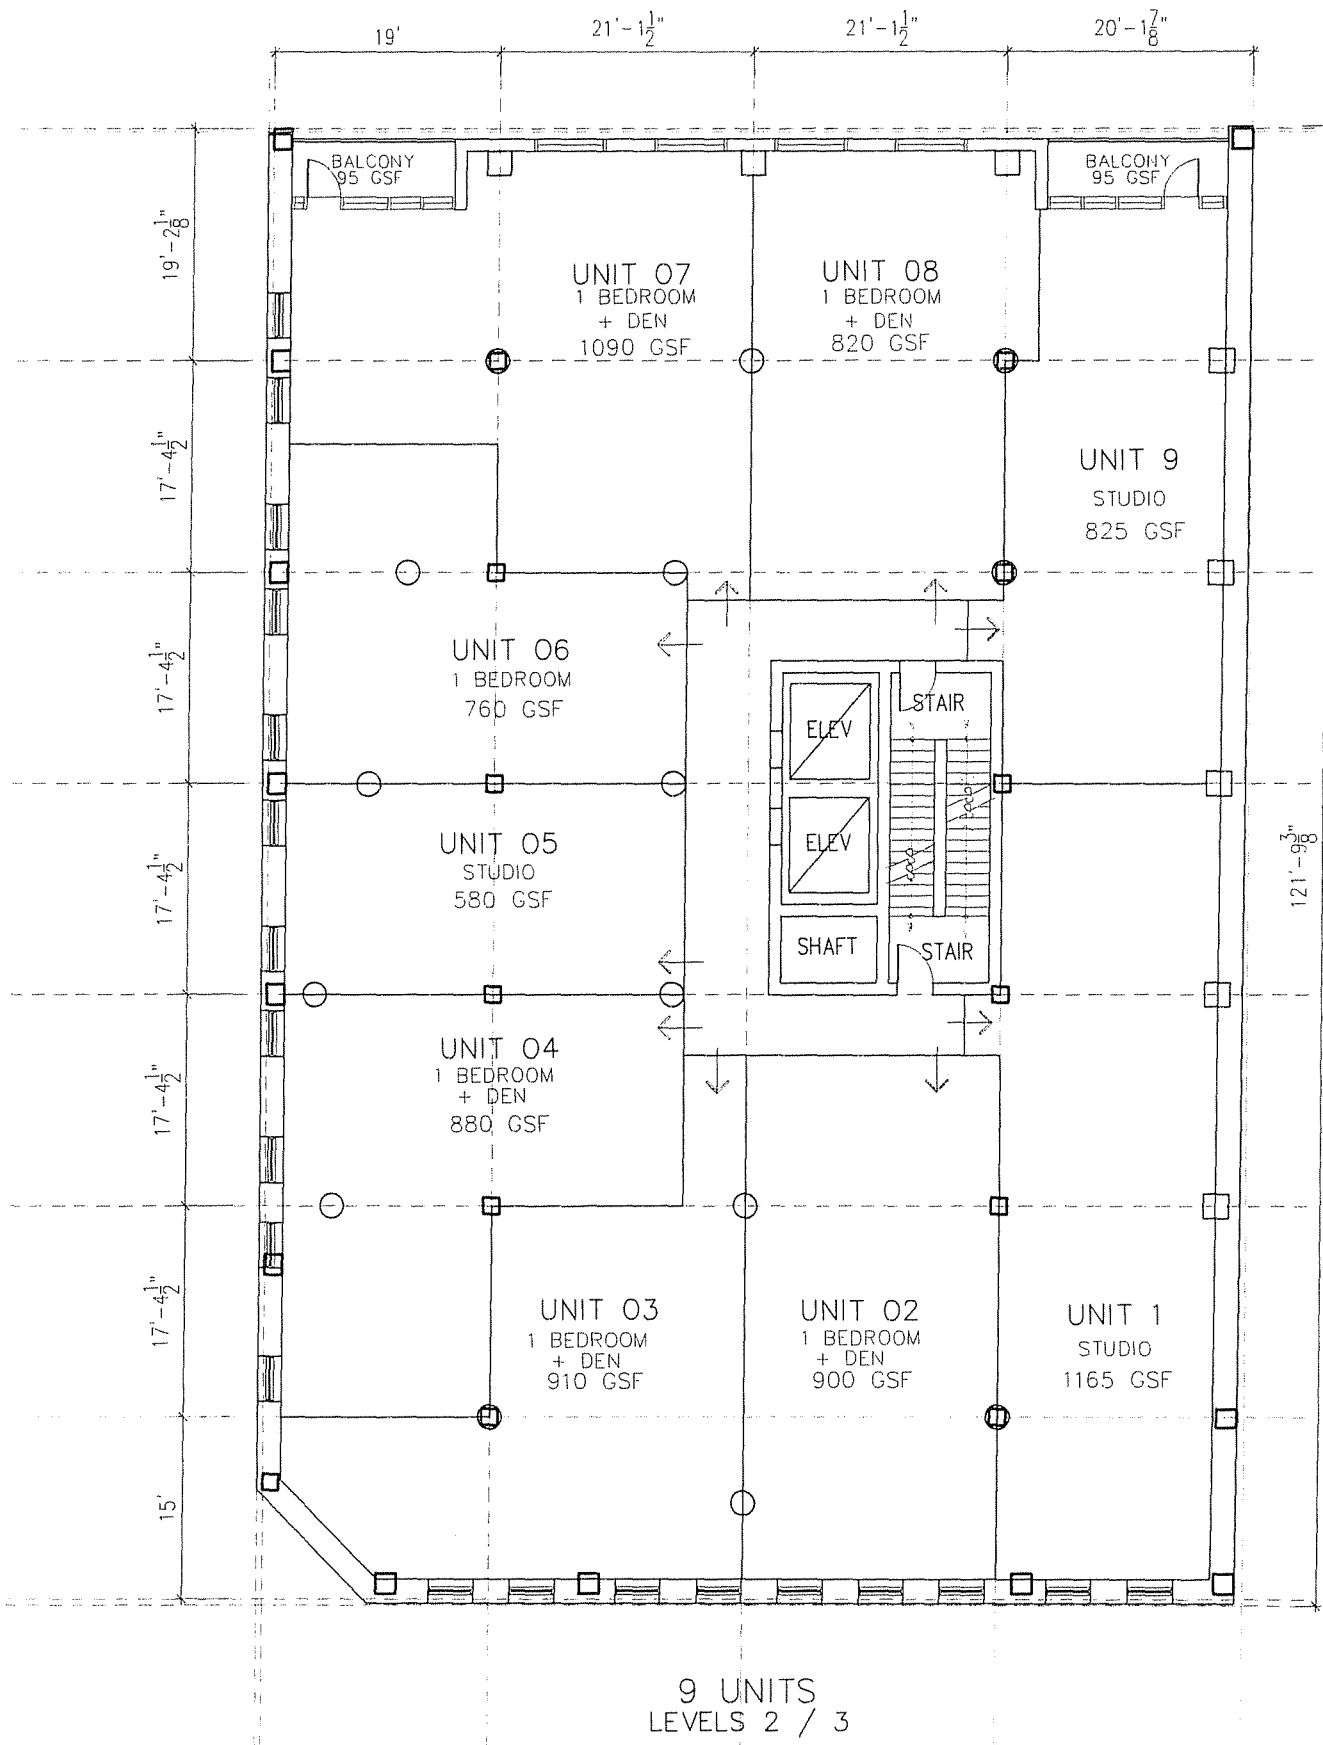 19'
21'-1 1/2"
21'-1 1/2"
20'-1 7/8"
BALCONY
95 GSF
BALCONY
95 GSF
19'-2 1/8"
UNIT 07
1 BEDROOM
+ DEN
1090 GSF
UNIT 08
1 BEDROOM
+ DEN
820 GSF
17'-4 1/2"
UNIT 9
STUDIO
825 GSF
17'-4 1/2"
UNIT 06
1 BEDROOM
760 GSF
ELEV
STAIR
17'-4 1/2"
UNIT 05
STUDIO
580 GSF
ELEV
121'-9 3/8"
SHAFT
STAIR
17'-4 1/2"
UNIT 04
1 BEDROOM
+ DEN
880 GSF
17'-4 1/2"
UNIT 03
1 BEDROOM
+ DEN
910 GSF
UNIT 02
1 BEDROOM
+ DEN
900 GSF
UNIT 1
STUDIO
1165 GSF
15'
9 UNITS
LEVELS 2 / 3